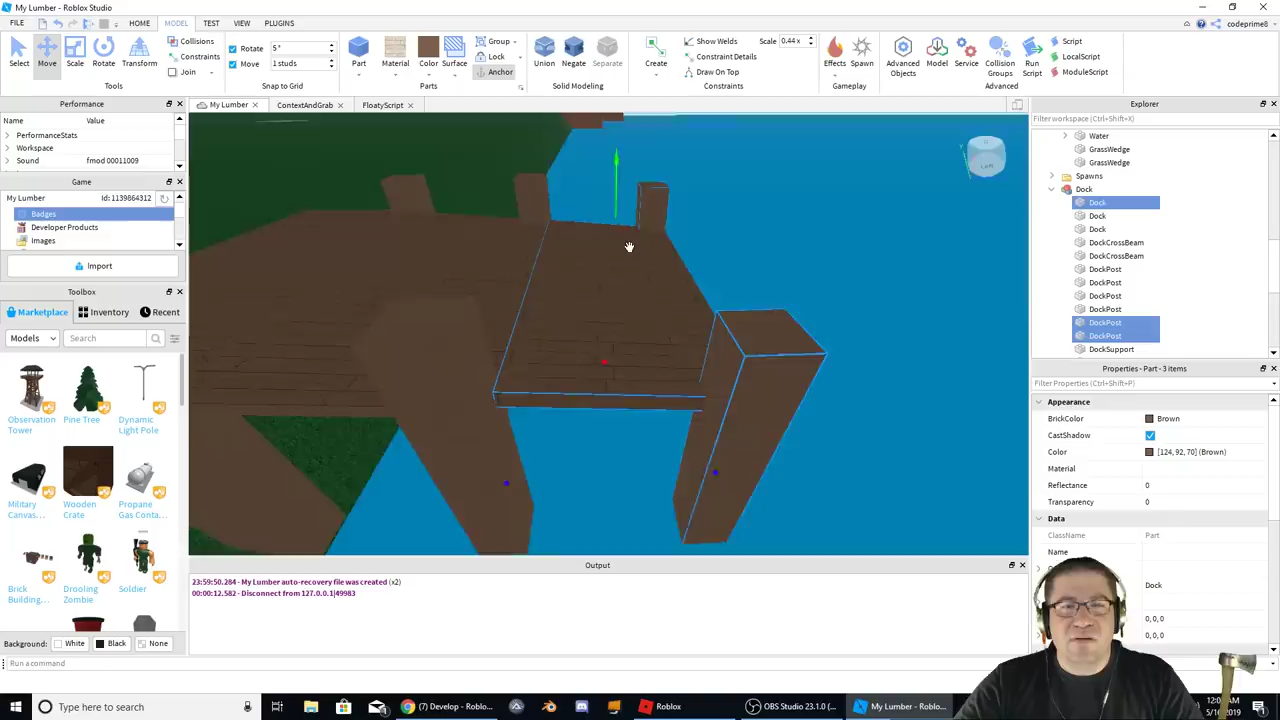 My Lumber - Roblox Studio
FILE HOME MODEL TEST VIEW PLUGINS codeprime8
Select Move Scale Rotate Transform
Collisions
Constraints
Join
Tools
Rotate 5°
Move 1 studs
Snap to Grid
Part Material Color Surface
Group
Lock
Anchor
Parts
Union Negate Separate
Solid Modeling
Create
Show Welds Scale 0.44 x
Constraint Details
Draw On Top
Constraints
Effects Spawn
Gameplay
Advanced Objects Model Service Collision Groups Run Script
Script
LocalScript
ModuleScript
Advanced
Performance
Name Value
PerformanceStats
Workspace
Sound fmod 00011009
Game
My Lumber Id: 1139864312
Badges
Developer Products
Images
Import
Toolbox
Marketplace Inventory Recent
Models Search
Observation Tower
Pine Tree
Dynamic Light Pole
Military Canvas...
Wooden Crate
Propane Gas Conta...
Brick Building...
Drooling Zombie
Soldier
Background: White Black None
Run a command
My Lumber ContextAndGrab FloatyScript
Left
Output
23:59:50.284 - My Lumber auto-recovery file was created (x2)
00:00:12.582 - Disconnect from 127.0.0.1|49983
Explorer
Filter workspace (Ctrl+Shift+X)
Water
GrassWedge
GrassWedge
Spawns
Dock
Dock
Dock
Dock
DockCrossBeam
DockCrossBeam
DockPost
DockPost
DockPost
DockPost
DockPost
DockPost
DockSupport
Properties - Part - 3 items
Filter Properties (Ctrl+Shift+P)
Appearance
BrickColor Brown
CastShadow
Color [124, 92, 70] (Brown)
Material
Reflectance 0
Transparency 0
Data
ClassName Part
Name
Dock
0, 0, 0
0, 0, 0
Type here to search
(7) Develop - Roblo...
Roblox
OBS Studio 23.1.0 (...
My Lumber - Roblo...